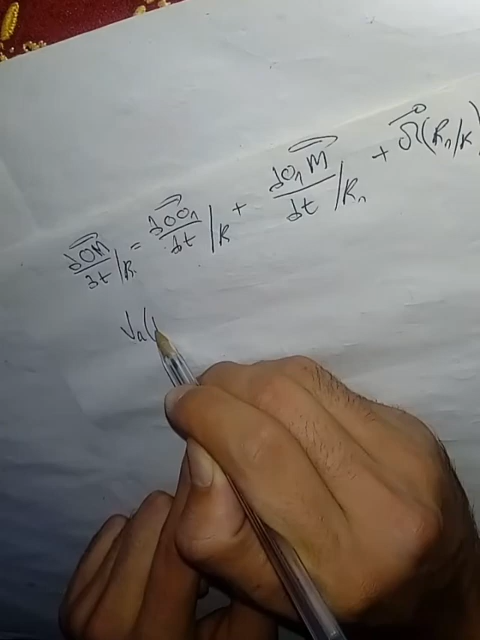 dOM/dt /R = dOO₁/dt /R + dO₁M/dt /R₁ + Ω(R₁/R)
Va(